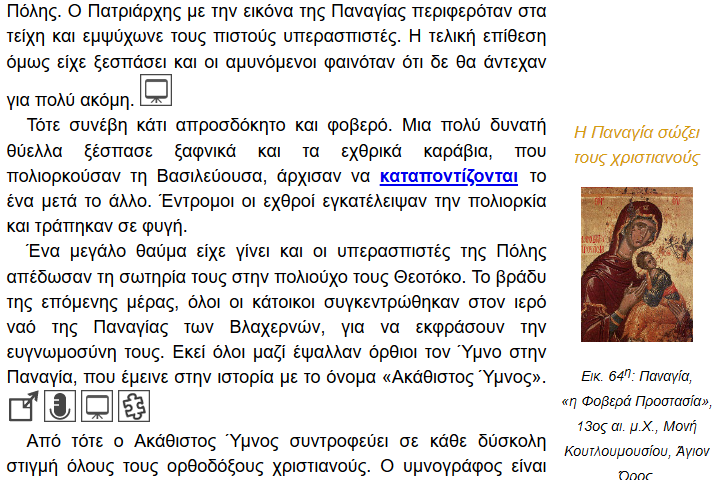 Πόλης. Ο Πατριάρχης με την εικόνα της Παναγίας περιφερόταν στα
τείχη και εμψύχωνε τους πιστούς υπερασπιστές. Η τελική επίθεση
όμως είχε ξεσπάσει και οι αμυνόμενοι φαινόταν ότι δε θα άντεχαν
για πολύ ακόμη.
Τότε συνέβη κάτι απροσδόκητο και φοβερό. Μια πολύ δυνατή
θύελλα ξέσπασε ξαφνικά και τα εχθρικά καράβια, που
πολιορκούσαν τη Βασιλεύουσα, άρχισαν να καταποντίζονται το
ένα μετά το άλλο. Έντρομοι οι εχθροί εγκατέλειψαν την πολιορκία
και τράπηκαν σε φυγή.
Ένα μεγάλο θαύμα είχε γίνει και οι υπερασπιστές της Πόλης
απέδωσαν τη σωτηρία τους στην πολιούχο τους Θεοτόκο. Το βράδυ
της επόμενης μέρας, όλοι οι κάτοικοι συγκεντρώθηκαν στον ιερό
ναό της Παναγίας των Βλαχερνών, για να εκφράσουν την
ευγνωμοσύνη τους. Εκεί όλοι μαζί έψαλλαν όρθιοι τον Ύμνο στην
Παναγία, που έμεινε στην ιστορία με το όνομα «Ακάθιστος Ύμνος».
Από τότε ο Ακάθιστος Ύμνος συντροφεύει σε κάθε δύσκολη
στιγμή όλους τους ορθοδόξους χριστιανούς. Ο υμνογράφος είναι
Η Παναγία σώζει
τους χριστιανούς
Εικ. 64η: Παναγία,
«η Φοβερά Προστασία»,
13ος αι. μ.Χ., Μονή
Κουτλουμουσίου, Άγιον
Όρος